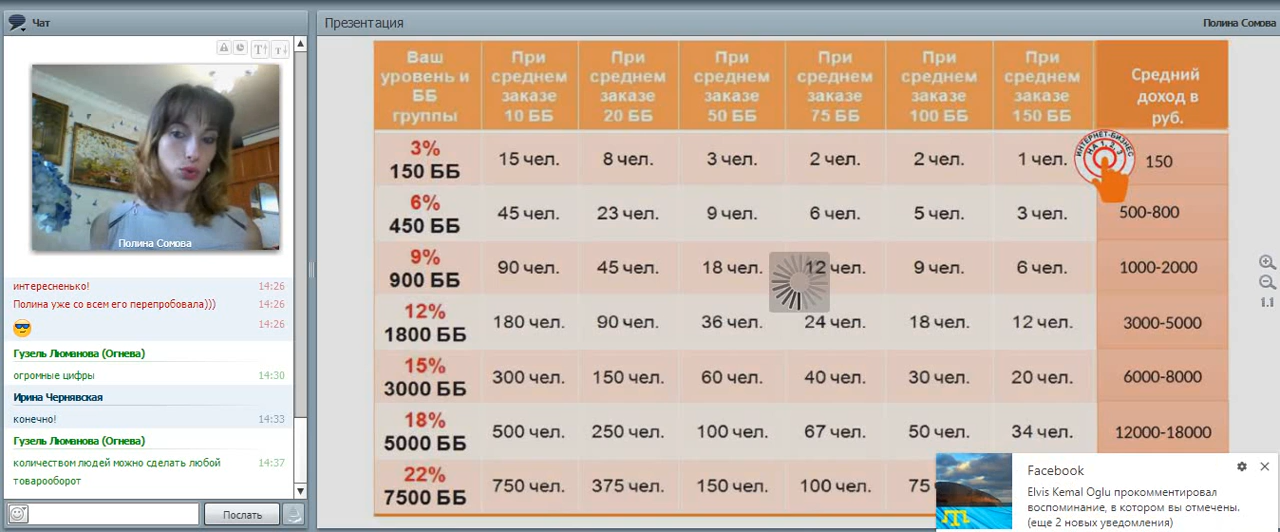 Чат
Полина Сомова
интересненько!
14:26
Полина уже со всем его перепробовала)))
14:26
14:26
Гузель Люманова (Огнева)
огромные цифры
14:30
Ирина Чернявская
конечно!
14:33
Гузель Люманова (Огнева)
количеством людей можно сделать любой
14:37
товарооборот
Послать
Презентация
Полина Сомова
Ваш уровень и ББ группы
При среднем заказе 10 ББ
При среднем заказе 20 ББ
При среднем заказе 50 ББ
При среднем заказе 75 ББ
При среднем заказе 100 ББ
При среднем заказе 150 ББ
Средний доход в руб.
3% 150 ББ
15 чел.
8 чел.
3 чел.
2 чел.
2 чел.
1 чел.
ИНТЕРНЕТ-БИЗНЕС
НА 1, 2, 3
150
6% 450 ББ
45 чел.
23 чел.
9 чел.
6 чел.
5 чел.
3 чел.
500-800
9% 900 ББ
90 чел.
45 чел.
18 чел.
12 чел.
9 чел.
6 чел.
1000-2000
12% 1800 ББ
180 чел.
90 чел.
36 чел.
24 чел.
18 чел.
12 чел.
3000-5000
15% 3000 ББ
300 чел.
150 чел.
60 чел.
40 чел.
30 чел.
20 чел.
6000-8000
18% 5000 ББ
500 чел.
250 чел.
100 чел.
67 чел.
50 чел.
34 чел.
12000-18000
22% 7500 ББ
750 чел.
375 чел.
150 чел.
100 чел.
75
1.1
Facebook
Elvis Kemal Oglu прокомментировал
воспоминание, в котором вы отмечены.
(еще 2 новых уведомления)